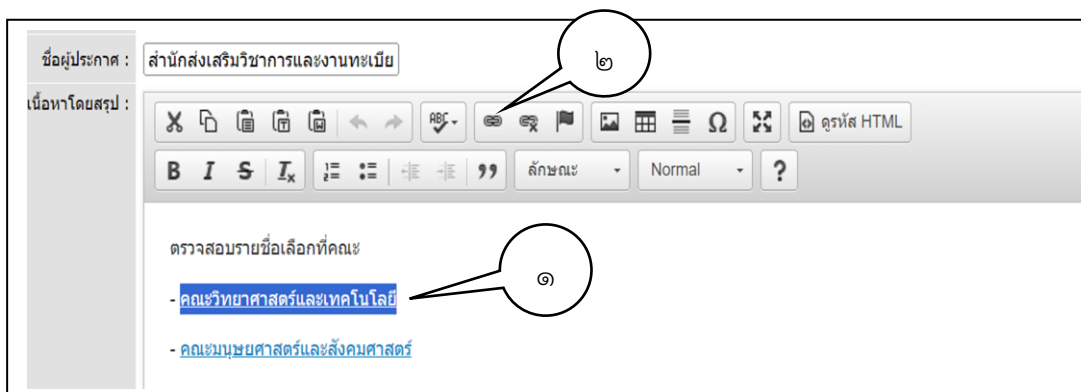 ๒
ชื่อผู้ประกาศ : สำนักส่งเสริมวิชาการและงานทะเบีย
เนื้อหาโดยสรุป :
ABC
ดูรหัส HTML
B I S Ix ลักษณะ Normal ?
ตรวจสอบรายชื่อเลือกที่คณะ
๑
- คณะวิทยาศาสตร์และเทคโนโลยี
- คณะมนุษยศาสตร์และสังคมศาสตร์